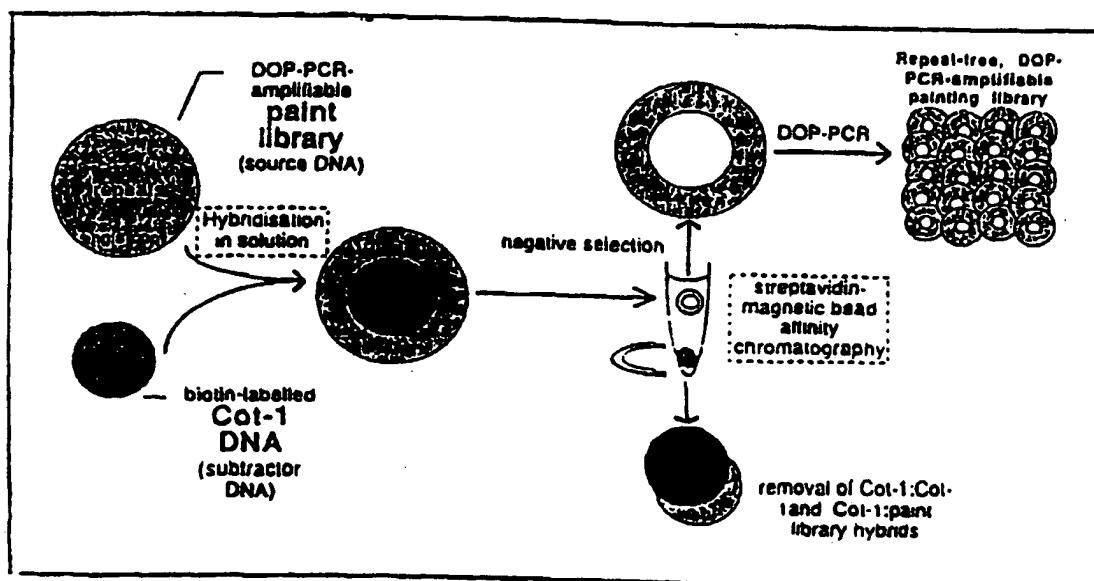 DOP-PCR-
amplifiable
paint
library
(source DNA)
repeat
Hybridisation
in solution
biotin-labelled
Cot-1
DNA
(subtractor
DNA)
nagative selection
DOP-PCR
Repeat-free, DOP-
PCR-amplifiable
painting library
streptavidin-
magnetic bead
affinity
chromatography
removal of Cot-1:Cot-
1and Cot-1:paint
library hybrids